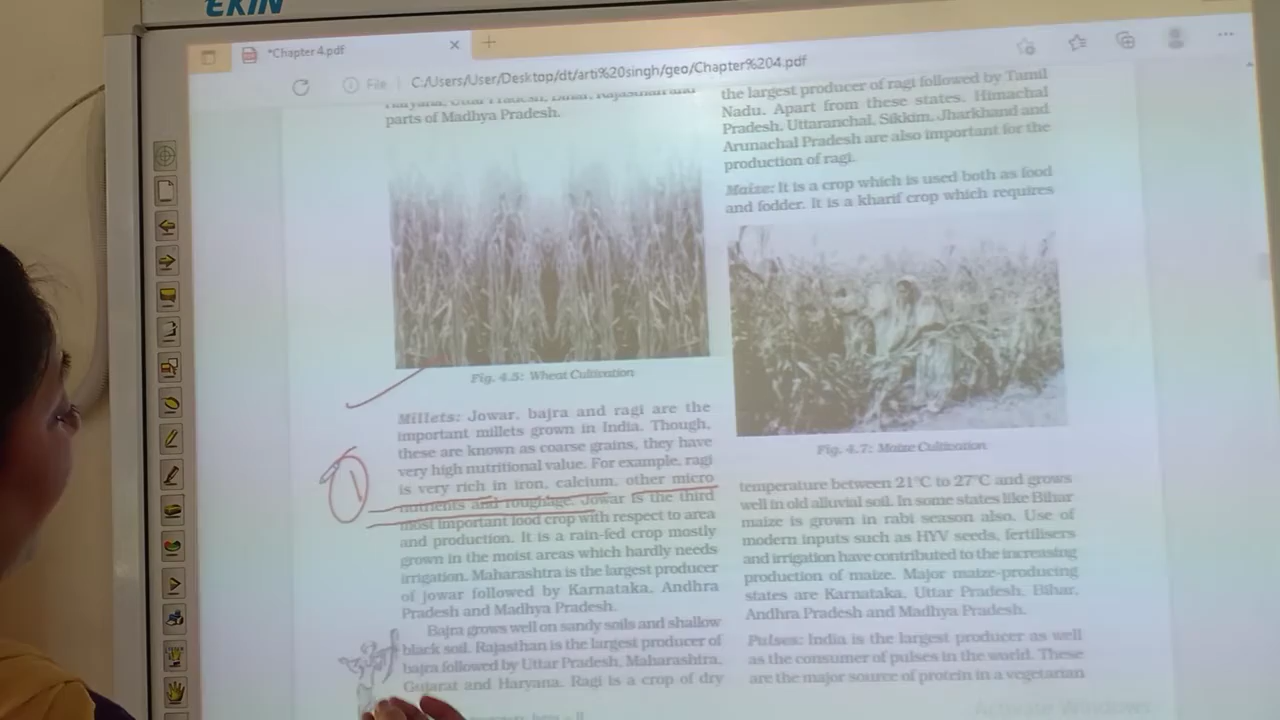 EKIN
*Chapter 4.pdf
File
C:/Users/User/Desktop/dt/arti%20singh/geo/Chapter%204.pdf
parts of Madhya Pradesh.
Fig. 4.5: Wheat Cultivation
Millets: Jowar, bajra and ragi are the
important millets grown in India. Though,
these are known as coarse grains, they have
very high nutritional value. For example, ragi
is very rich in iron, calcium, other micro
nutrients and roughage. Jowar is the third
most important food crop with respect to area
and production. It is a rain-fed crop mostly
grown in the moist areas which hardly needs
irrigation. Maharashtra is the largest producer
of jowar followed by Karnataka, Andhra
Pradesh and Madhya Pradesh.
Bajra grows well on sandy soils and shallow
black soil. Rajasthan is the largest producer of
bajra followed by Uttar Pradesh, Maharashtra,
Gujarat and Haryana. Ragi is a crop of dry
the largest producer of ragi followed by Tamil
Nadu. Apart from these states, Himachal
Pradesh, Uttaranchal, Sikkim, Jharkhand and
Arunachal Pradesh are also important for the
production of ragi.
Maize: It is a crop which is used both as food
and fodder. It is a kharif crop which requires
Fig. 4.7: Maize Cultivation
temperature between 21°C to 27°C and grows
well in old alluvial soil. In some states like Bihar
maize is grown in rabi season also. Use of
modern inputs such as HYV seeds, fertilisers
and irrigation have contributed to the increasing
production of maize. Major maize-producing
states are Karnataka, Uttar Pradesh, Bihar,
Andhra Pradesh and Madhya Pradesh.
Pulses: India is the largest producer as well
as the consumer of pulses in the world. These
are the major source of protein in a vegetarian
Activate Windows